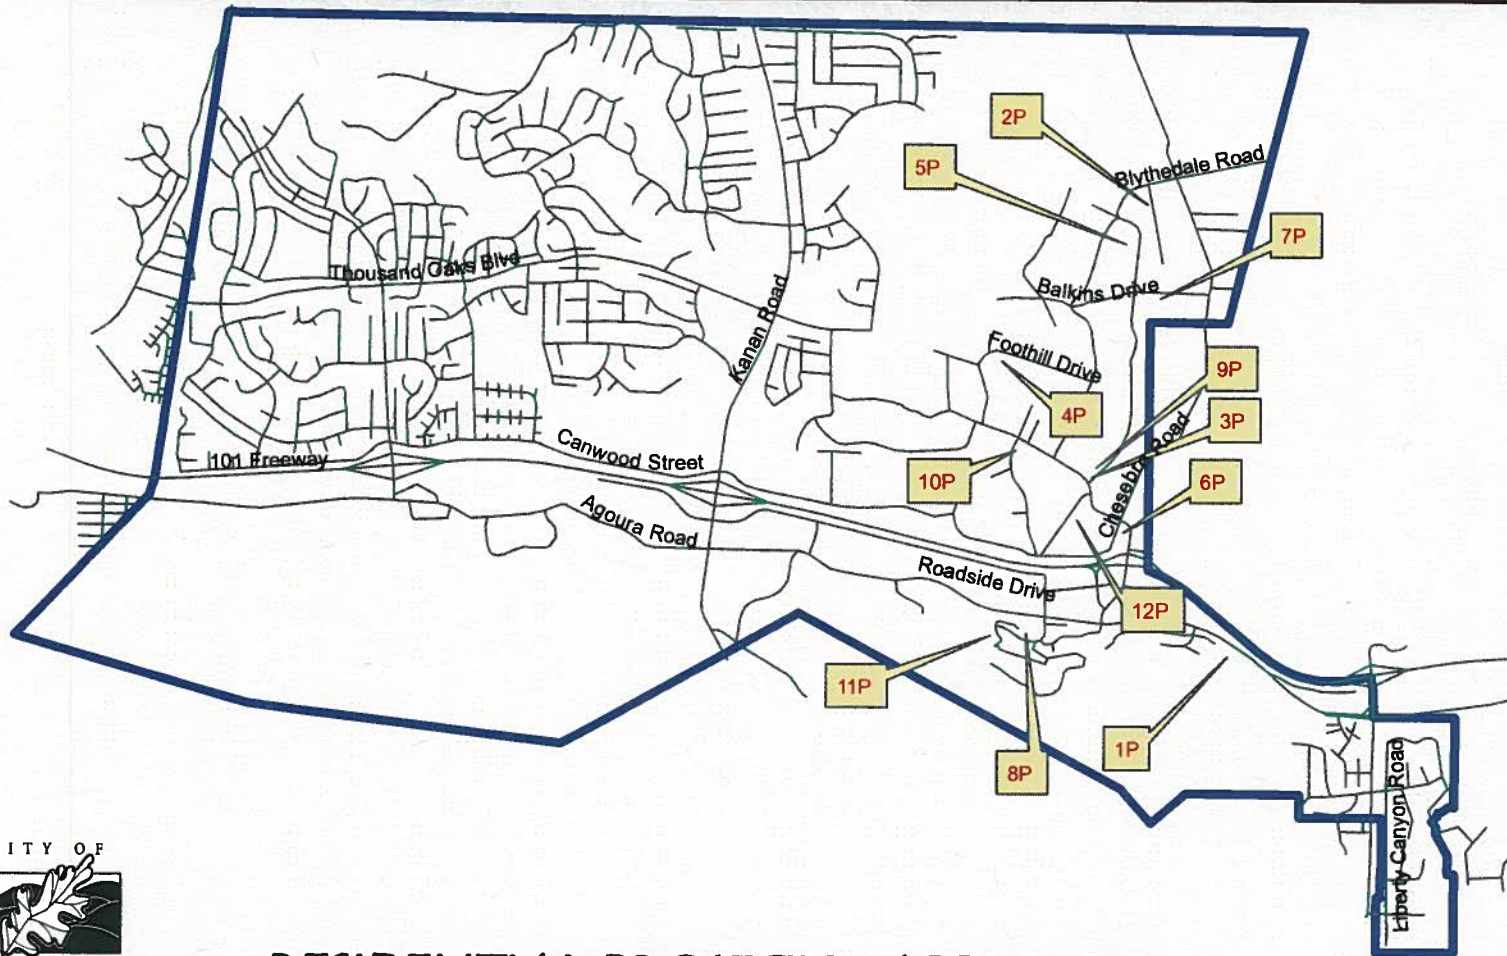 2P
5P
Blythedale Road
7P
Thousand Oaks Blvd
Balkins Drive
Kanan Road
Foothill Drive
9P
4P
3P
Chesebro Road
101 Freeway
Canwood Street
10P
6P
Agoura Road
Roadside Drive
12P
11P
1P
8P
Liberty Canyon Road
ITY OF